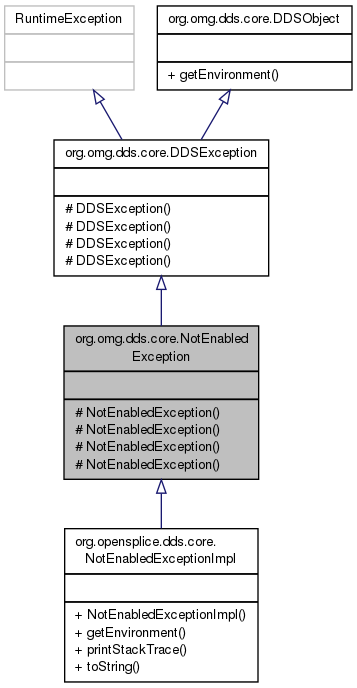 RuntimeException
org.omg.dds.core.DDSObject
+ getEnvironment()
org.omg.dds.core.DDSException
# DDSException()
# DDSException()
# DDSException()
# DDSException()
org.omg.dds.core.NotEnabled
Exception
# NotEnabledException()
# NotEnabledException()
# NotEnabledException()
# NotEnabledException()
org.opensplice.dds.core.
NotEnabledExceptionImpl
+ NotEnabledExceptionImpl()
+ getEnvironment()
+ printStackTrace()
+ toString()